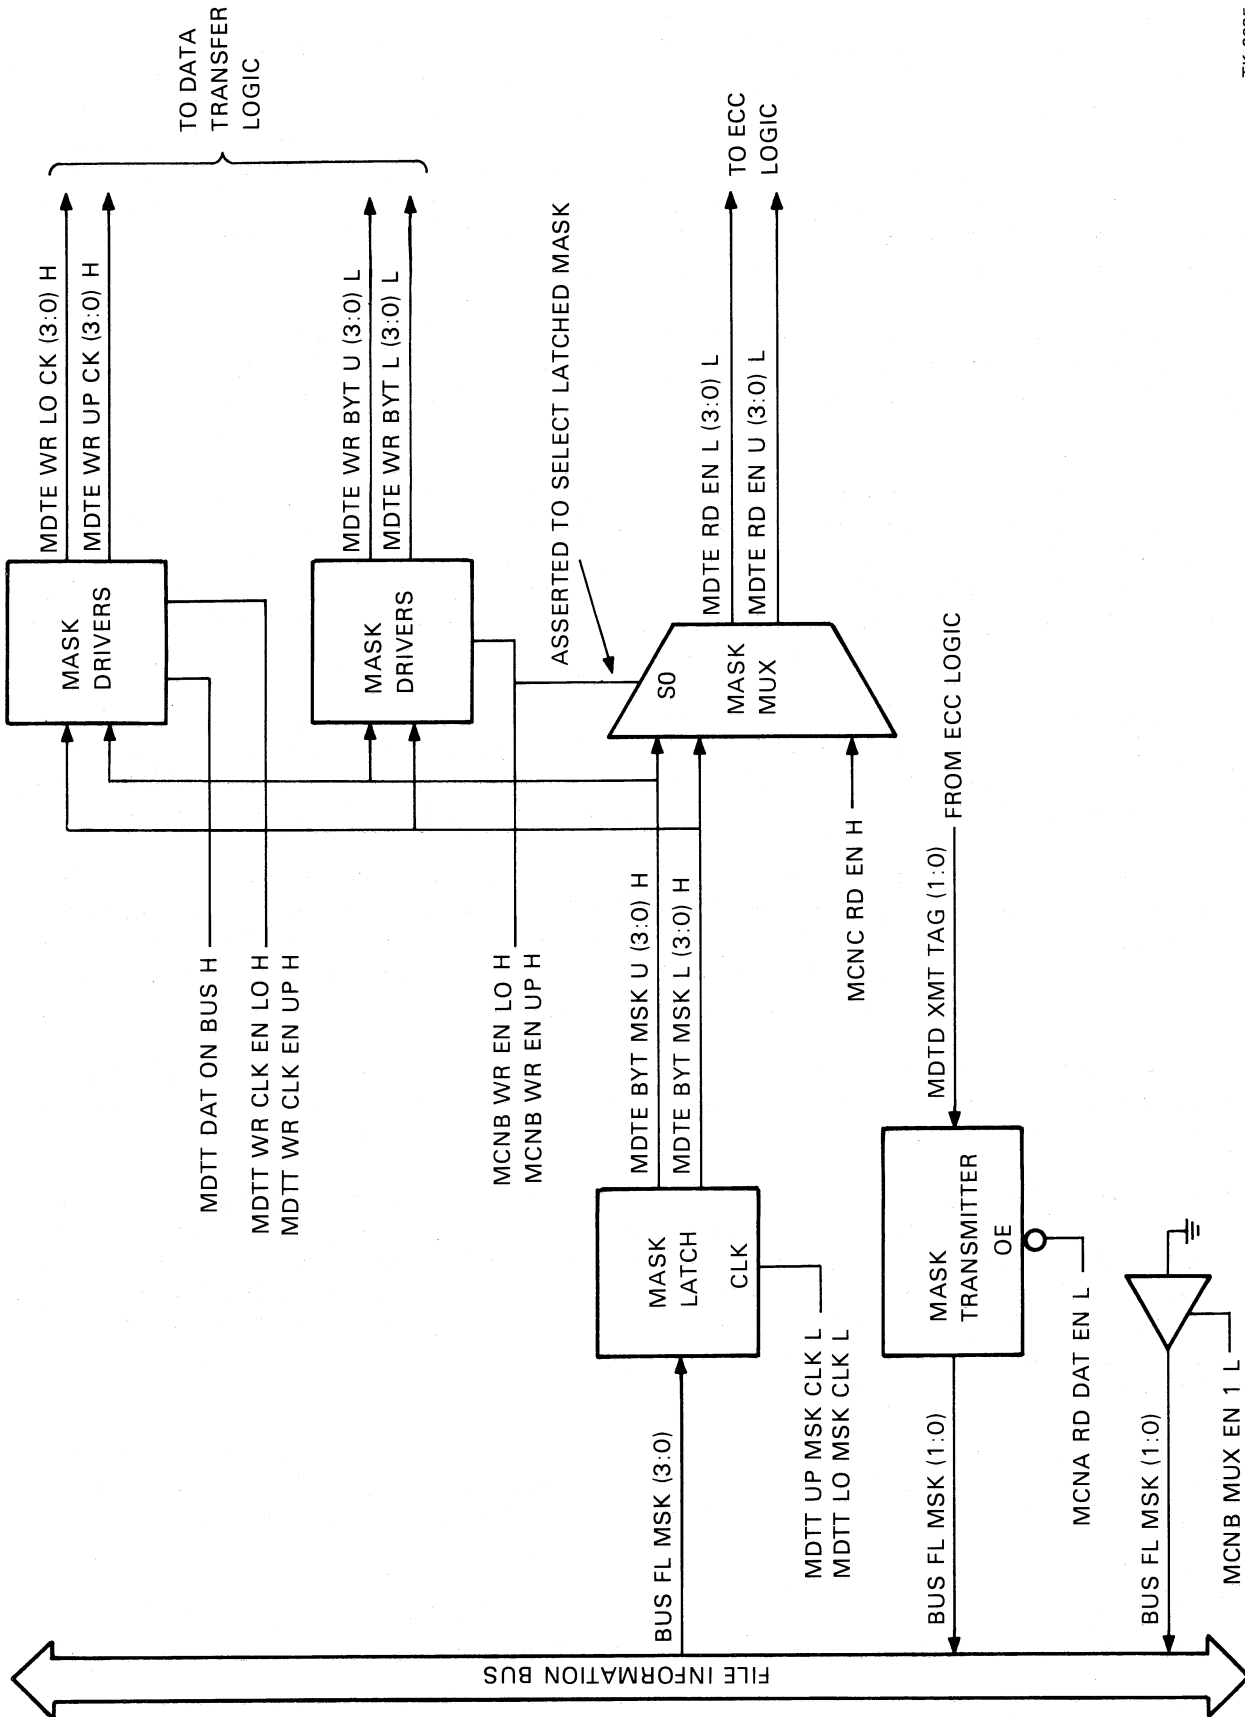 TO DATA
TRANSFER
LOGIC
MDTE WR LO CK (3:0) H
MDTE WR UP CK (3:0) H
MASK
DRIVERS
MDTT DAT ON BUS H
MDTT WR CLK EN LO H
MDTT WR CLK EN UP H
MDTE WR BYT U (3:0) L
MDTE WR BYT L (3:0) L
MASK
DRIVERS
MCNB WR EN LO H
MCNB WR EN UP H
ASSERTED TO SELECT LATCHED MASK
TO ECC
LOGIC
MDTE RD EN L (3:0) L
MDTE RD EN U (3:0) L
S0
MASK
MUX
MDTE BYT MSK U (3:0) H
MDTE BYT MSK L (3:0) H
MCNC RD EN H
MASK
LATCH
CLK
BUS FL MSK (3:0)
MDTT UP MSK CLK L
MDTT LO MSK CLK L
FROM ECC LOGIC
MDTD XMT TAG (1:0)
MASK
TRANSMITTER
OE
BUS FL MSK (1:0)
MCNA RD DAT EN L
BUS FL MSK (1:0)
MCNB MUX EN 1 L
FILE INFORMATION BUS